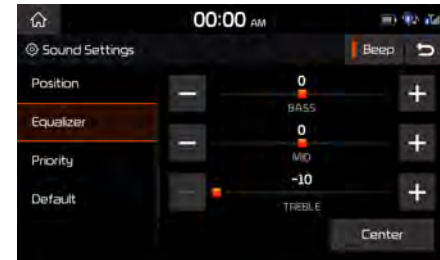 00:00 AM
Sound Settings
Beep
Position
0
BASS
Equalizer
0
MID
Priority
-10
TREBLE
Default
Center